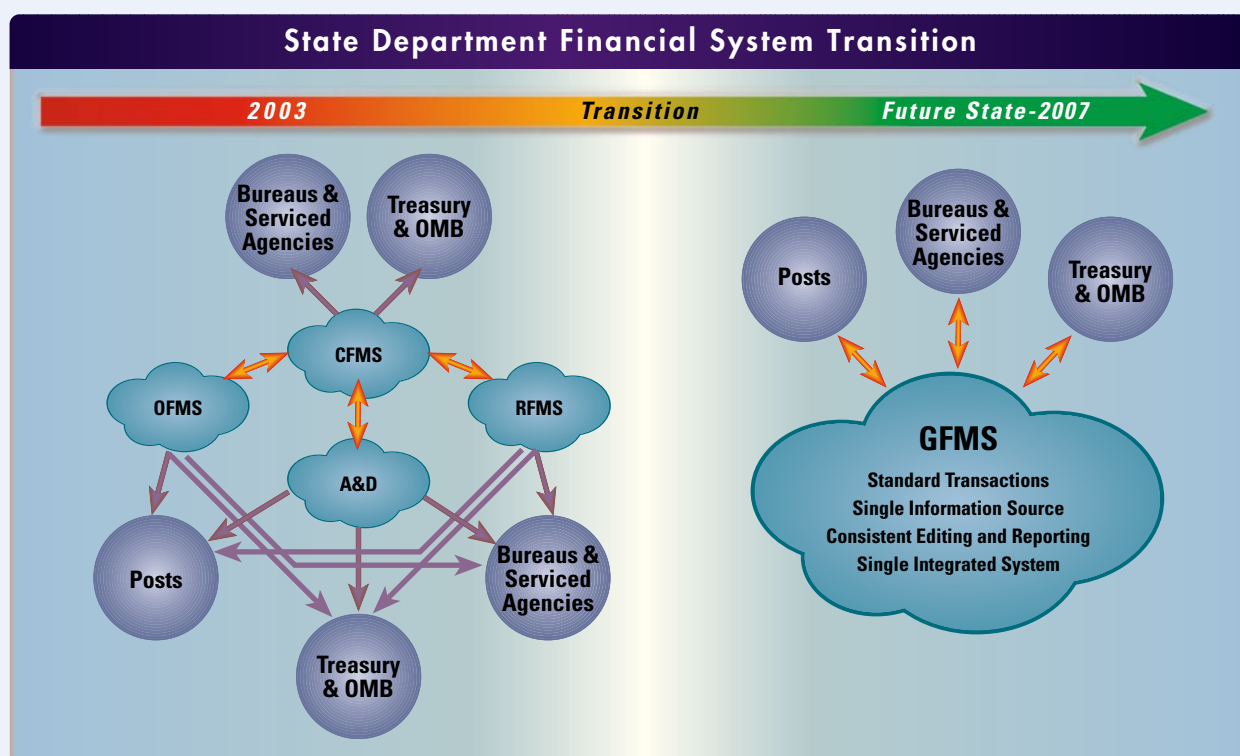 State Department Financial System Transition
2003
Transition
Future State-2007
Bureaus &
Serviced
Agencies
Treasury
& OMB
CFMS
OFMS
RFMS
A&D
Posts
Bureaus &
Serviced
Agencies
Treasury
& OMB
Posts
Bureaus &
Serviced
Agencies
Treasury
& OMB
GFMS
Standard Transactions
Single Information Source
Consistent Editing and Reporting
Single Integrated System